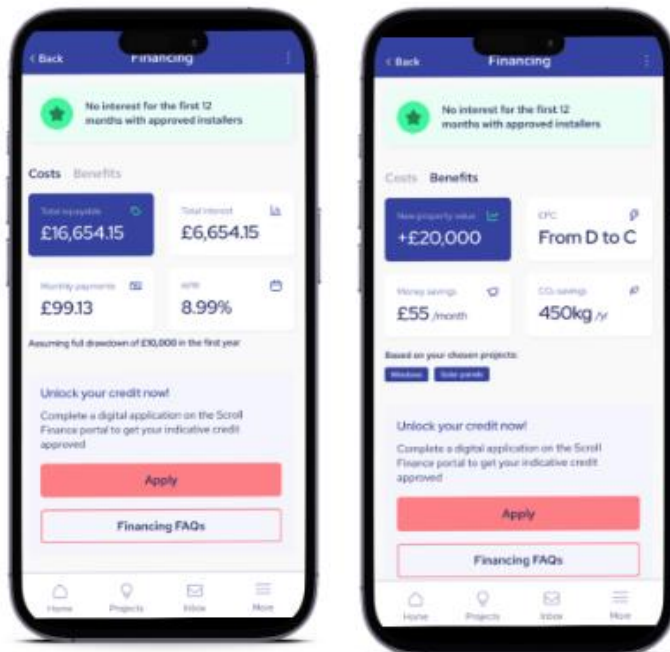 Back
Financing
No interest for the first 12
months with approved installers
Costs Benefits
Total repayable
£16,654.15
Total interest
£6,654.15
Monthly payments
£99.13
APR
8.99%
Assuming full drawdown of £10,000 in the first year
Unlock your credit now!
Complete a digital application on the Scroll
Finance portal to get your indicative credit
approved
Apply
Financing FAQs
Home
Projects
Inbox
More
Back
Financing
No interest for the first 12
months with approved installers
Costs Benefits
New property value
+£20,000
EPC
From D to C
Money savings
£55 /month
CO₂ savings
450kg /yr
Based on your chosen projects:
Windows
Solar panels
Unlock your credit now!
Complete a digital application on the Scroll
Finance portal to get your indicative credit
approved
Apply
Financing FAQs
Home
Projects
Inbox
More